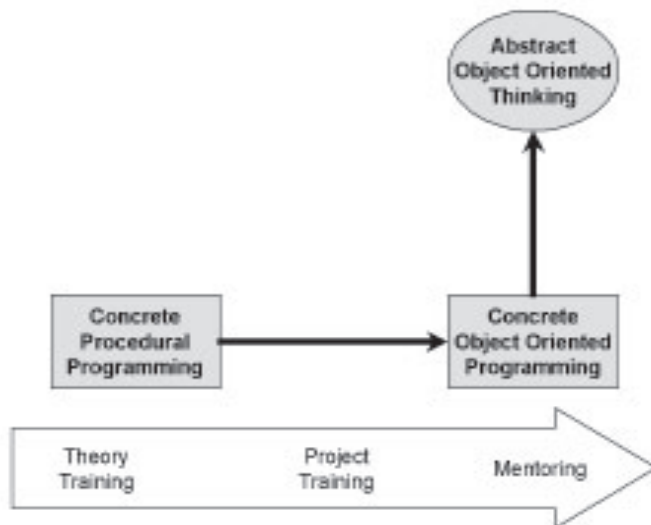 Abstract
Object Oriented
Thinking
Concrete
Procedural
Programming
Concrete
Object Oriented
Programming
Theory
Training
Project
Training
Mentoring